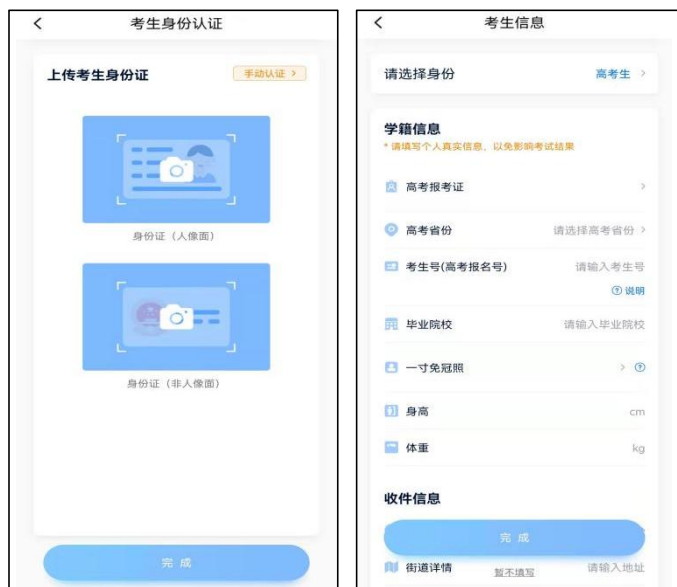 考生身份认证
上传考生身份证
手动认证 >
身份证（人像面）
身份证（非人像面）
完 成
考生信息
请选择身份 高考生 >
学籍信息
* 请填写个人真实信息，以免影响考试结果
高考报考证 >
高考省份 请选择高考省份 >
考生号(高考报名号) 请输入考生号
? 说明
毕业院校 请输入毕业院校
一寸免冠照 > ?
身高 cm
体重 kg
收件信息
完 成
街道详情 请输入地址
暂不填写